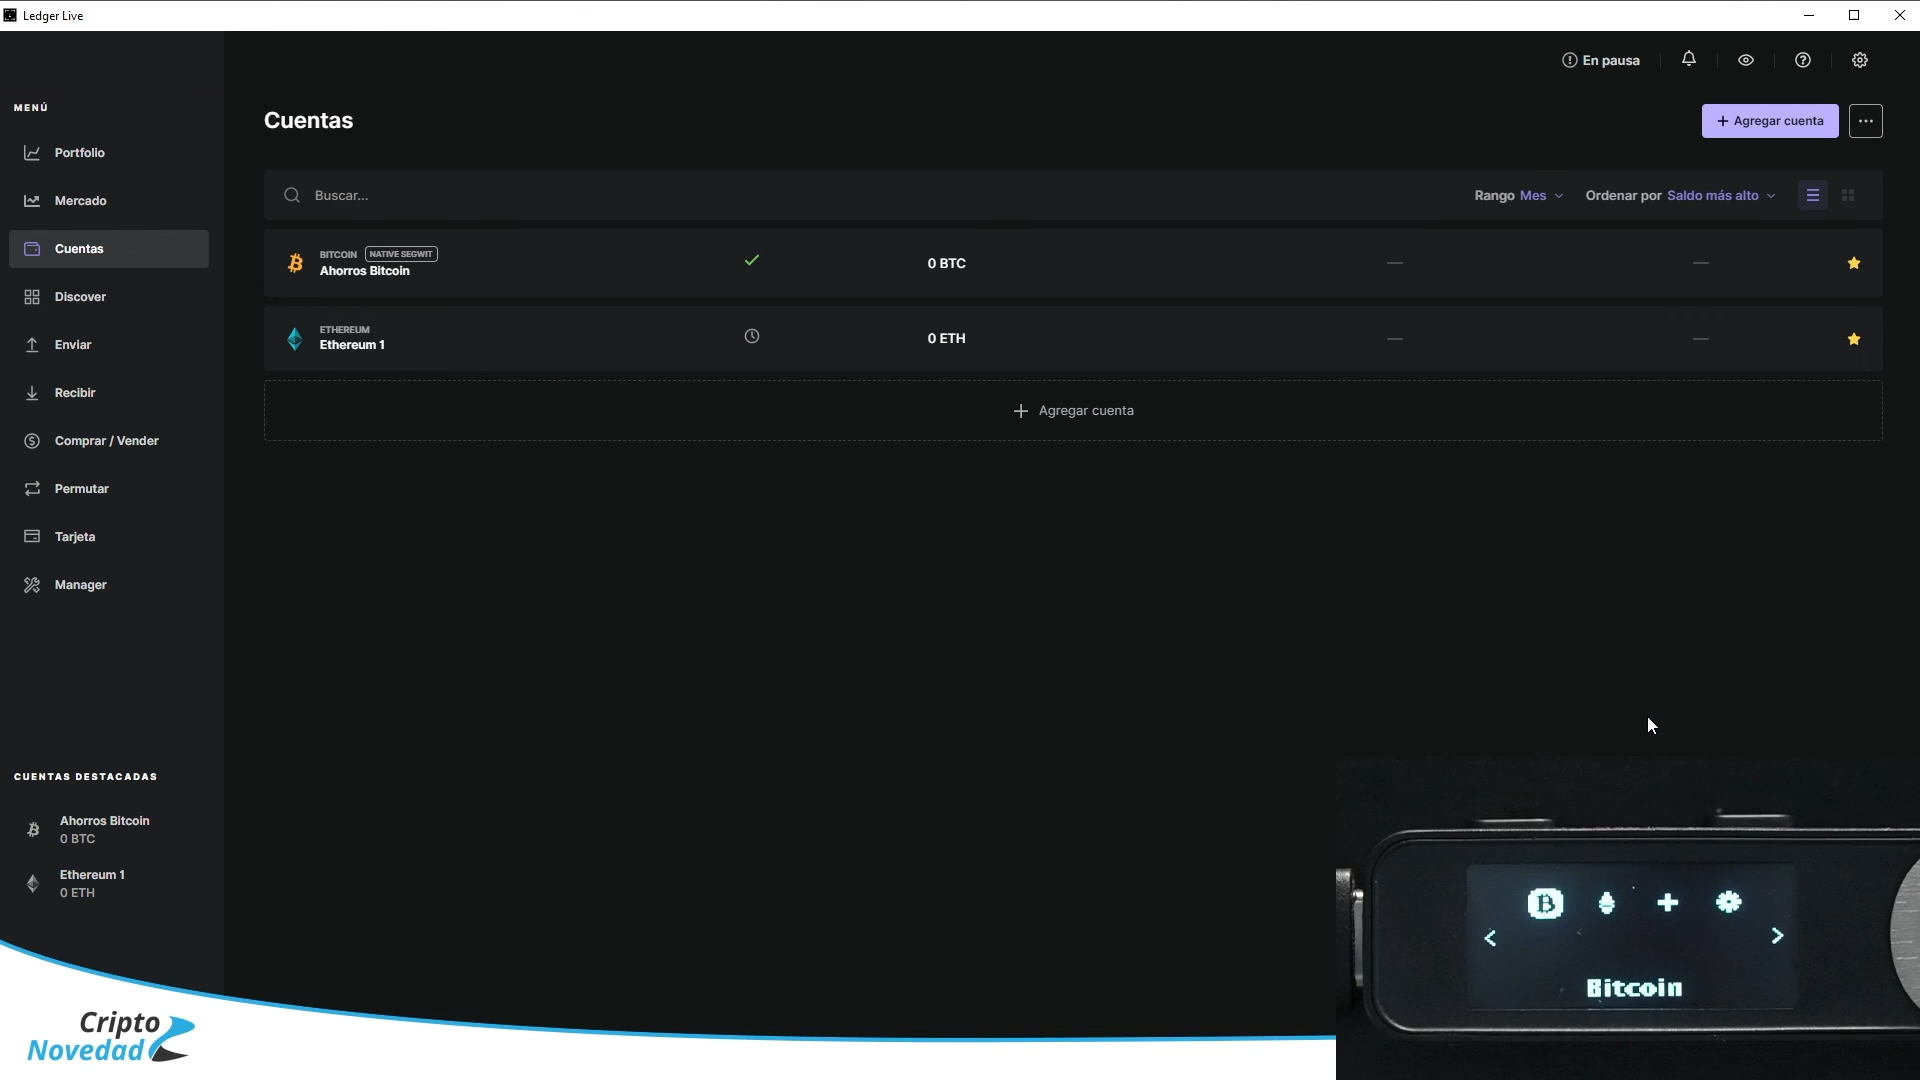 Ledger Live
En pausa
MENÚ
Portfolio
Mercado
Cuentas
Discover
Enviar
Recibir
Comprar / Vender
Permutar
Tarjeta
Manager
Cuentas
+ Agregar cuenta
Buscar...
Rango Mes
Ordenar por Saldo más alto
BITCOIN NATIVE SEGWIT
Ahorros Bitcoin
0 BTC
ETHEREUM
Ethereum 1
0 ETH
+ Agregar cuenta
CUENTAS DESTACADAS
Ahorros Bitcoin
0 BTC
Ethereum 1
0 ETH
Cripto
Novedad
Bitcoin